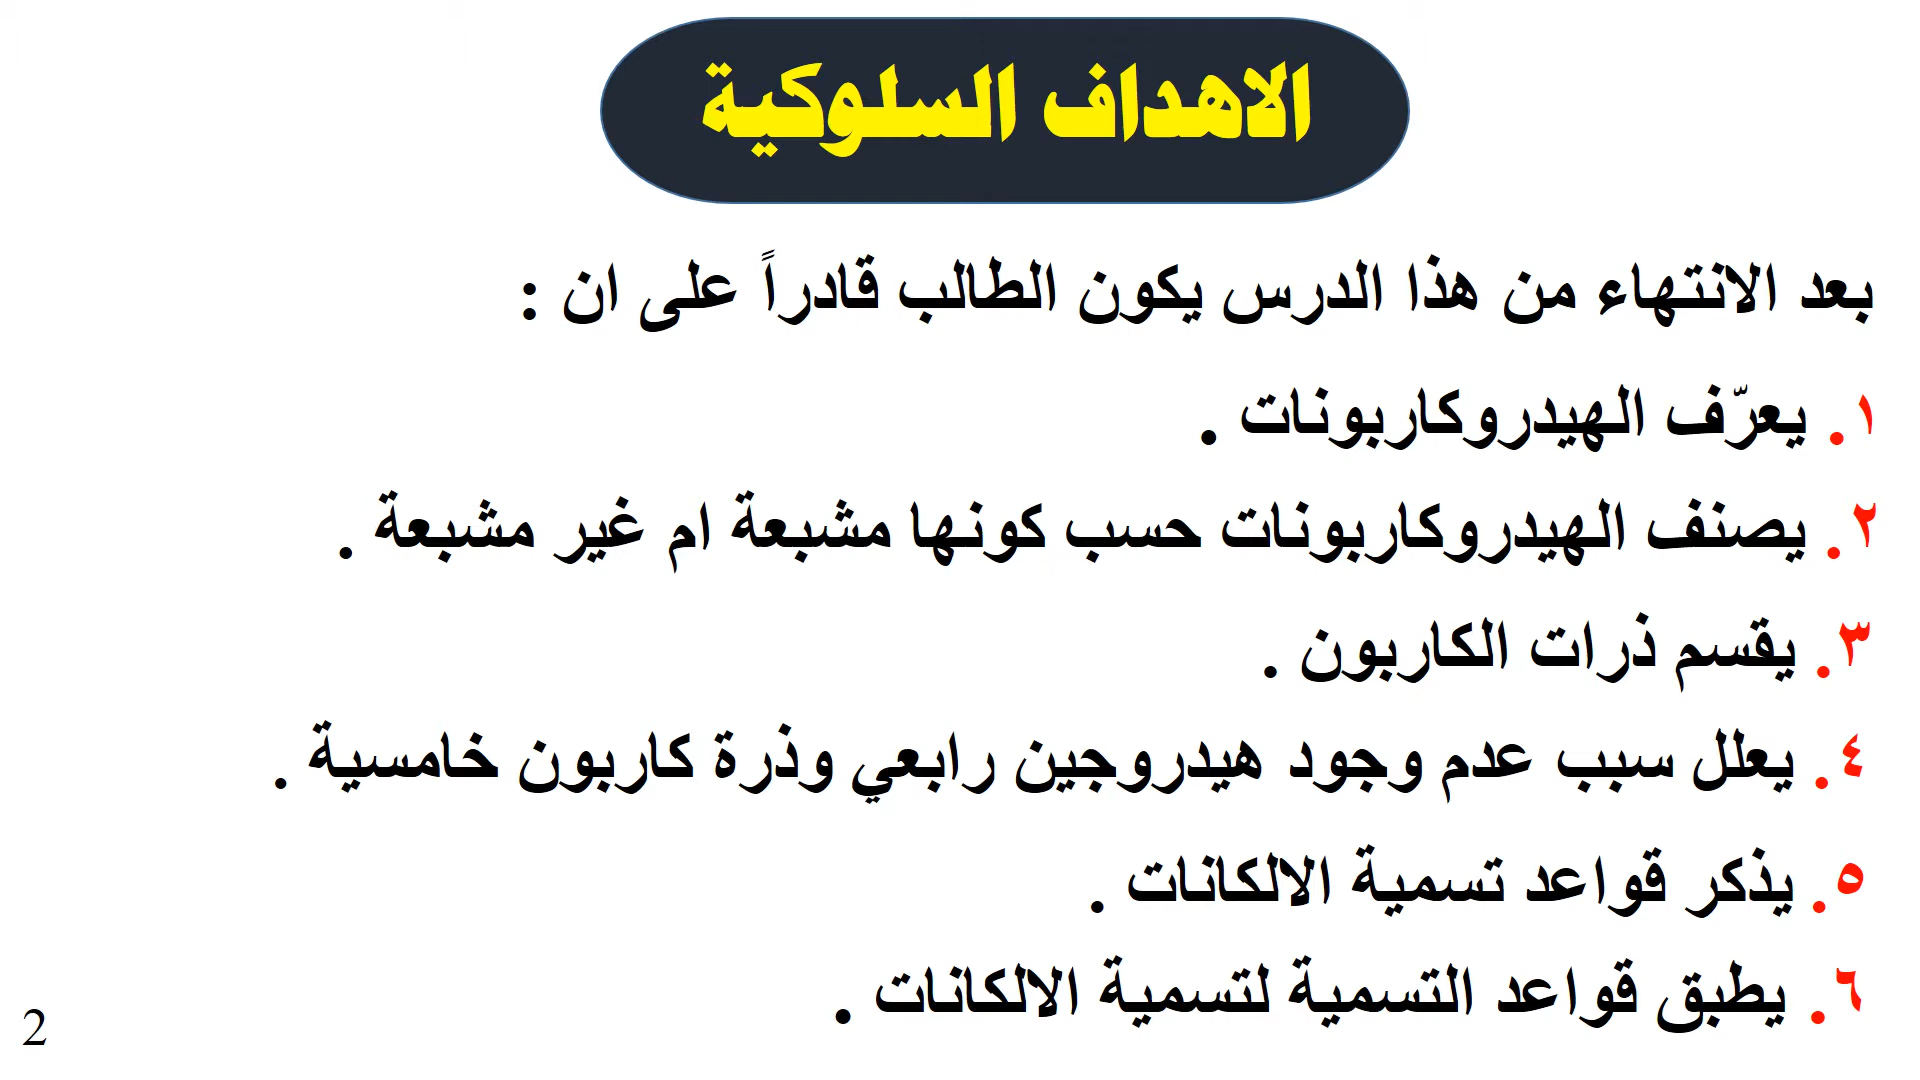 الاهداف السلوكية
بعد الانتهاء من هذا الدرس يكون الطالب قادراً على ان :
١. يعرّف الهيدروكاربونات .
٢. يصنف الهيدروكاربونات حسب كونها مشبعة ام غير مشبعة .
٣. يقسم ذرات الكاربون .
٤. يعلل سبب عدم وجود هيدروجين رابعي وذرة كاربون خامسية .
٥. يذكر قواعد تسمية الالكانات .
٦. يطبق قواعد التسمية لتسمية الالكانات .
2